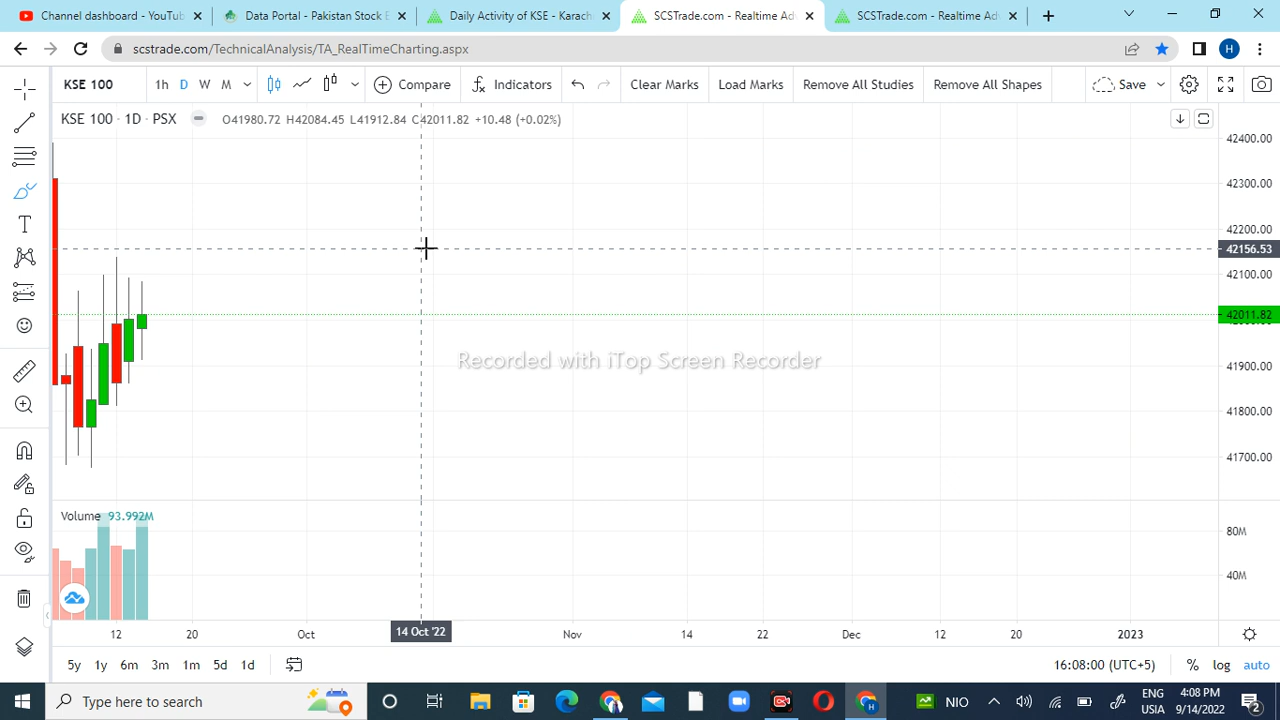 Channel dashboard - YouTub
Data Portal - Pakistan Stock E
Daily Activity of KSE - Karach
SCSTrade.com - Realtime Ad
SCSTrade.com - Realtime Adv
scstrade.com/TechnicalAnalysis/TA_RealTimeCharting.aspx
H
KSE 100
1h D W M
Compare
Indicators
Clear Marks
Load Marks
Remove All Studies
Remove All Shapes
Save
KSE 100 · 1D · PSX
O41980.72 H42084.45 L41912.84 C42011.82 +10.48 (+0.02%)
42400.00
42300.00
42200.00
42156.53
42100.00
42011.82
41900.00
41800.00
41700.00
Recorded with iTop Screen Recorder
Volume 93.992M
80M
40M
12 20 Oct 14 Oct '22 Nov 14 22 Dec 12 20 2023
5y 1y 6m 3m 1m 5d 1d
16:08:00 (UTC+5) % log auto
Type here to search
NIO
ENG
USIA
4:08 PM
9/14/2022
2